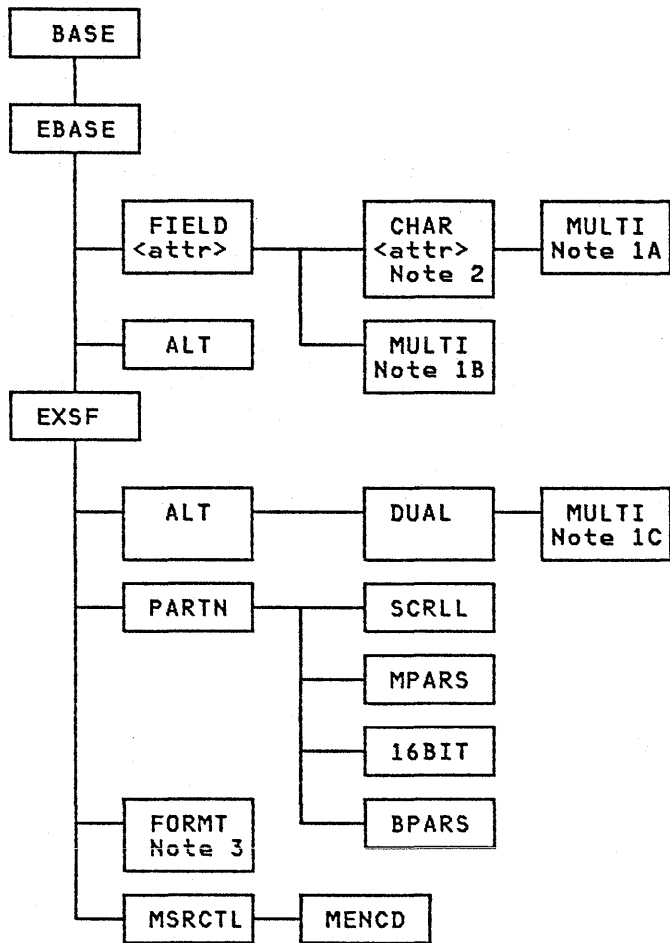 BASE
EBASE
FIELD
<attr>
CHAR
<attr>
Note 2
MULTI
Note 1A
ALT
MULTI
Note 1B
EXSF
ALT
DUAL
MULTI
Note 1C
PARTN
SCRLL
MPARS
16BIT
FORMT
Note 3
BPARS
MSRCTL
MENCD